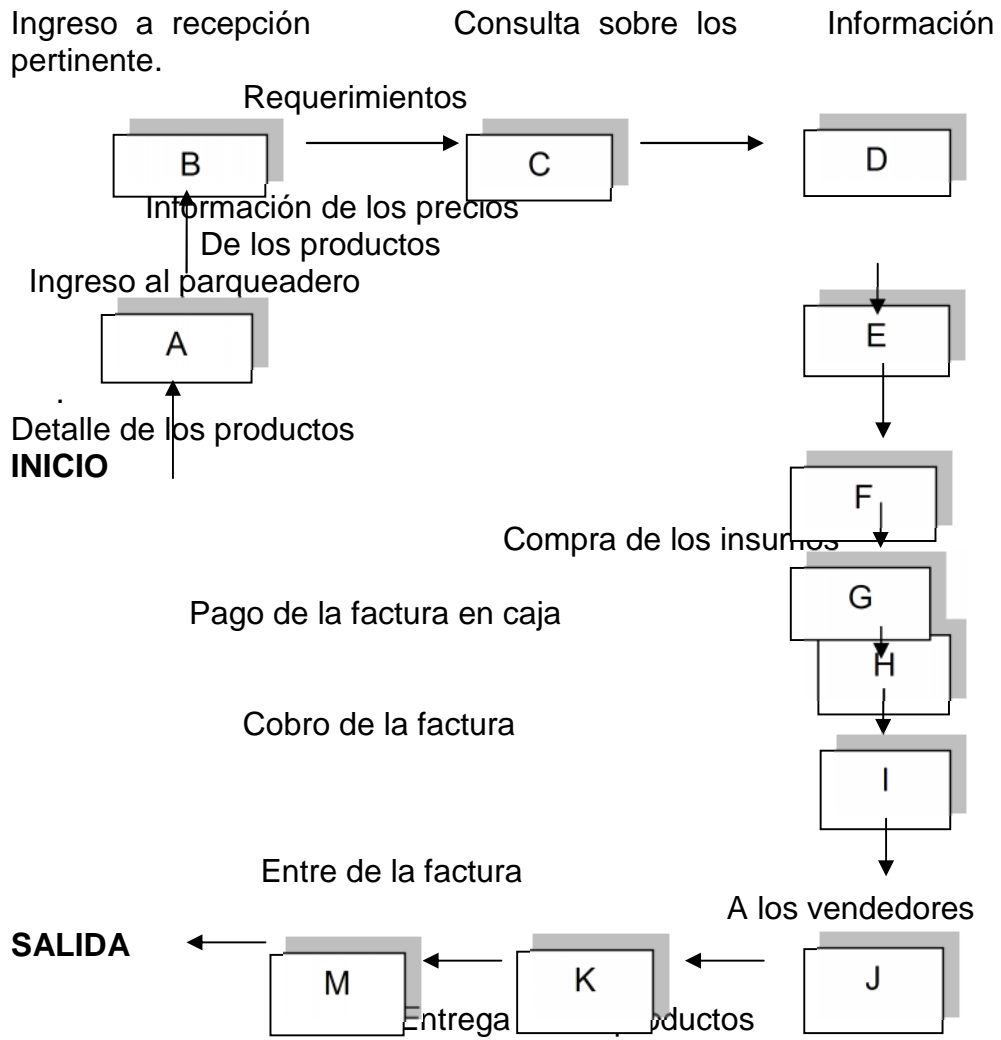 Ingreso a recepción Consulta sobre los Información
pertinente.
Requerimientos
B C D
Información de los precios
De los productos
Ingreso al parqueadero
E
A
.
Detalle de los productos
INICIO
F
Compra de los insumos
G
Pago de la factura en caja
H
Cobro de la factura
I
Entre de la factura
A los vendedores
SALIDA
M K J
Entrega productos